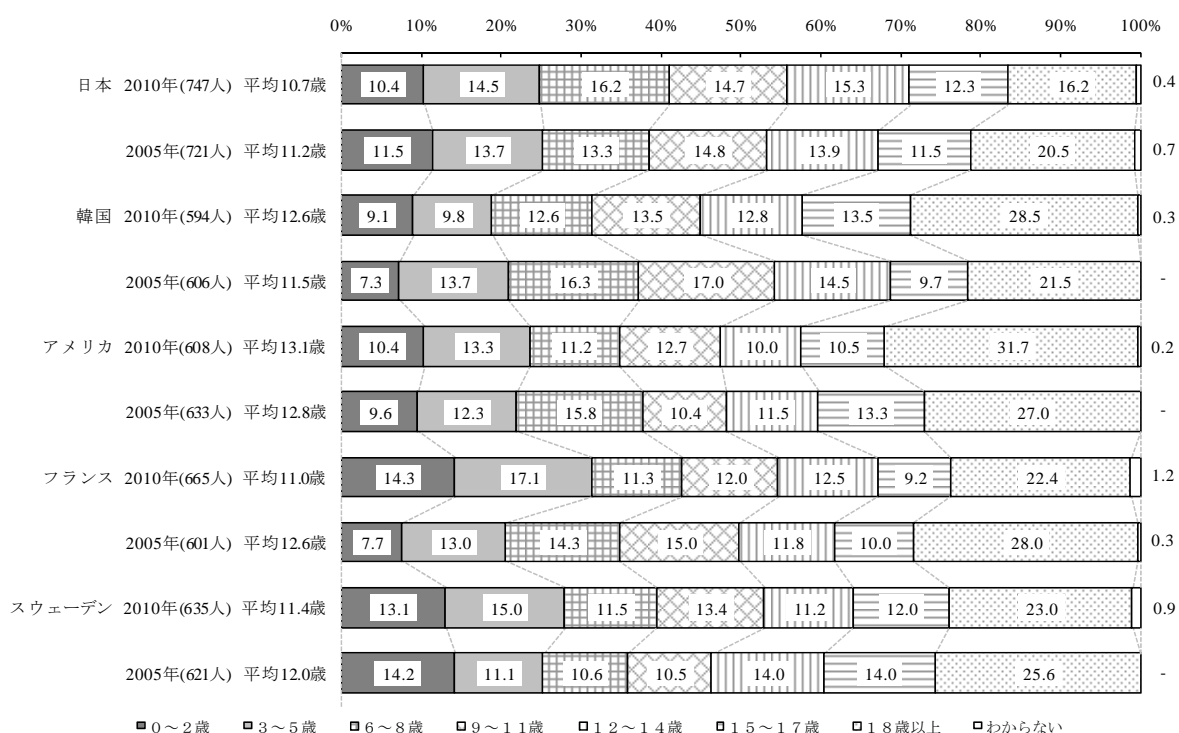 0% 10% 20% 30% 40% 50% 60% 70% 80% 90% 100%
日本 2010年(747人) 平均10.7歳 10.4 14.5 16.2 14.7 15.3 12.3 16.2 0.4
2005年(721人) 平均11.2歳 11.5 13.7 13.3 14.8 13.9 11.5 20.5 0.7
韓国 2010年(594人) 平均12.6歳 9.1 9.8 12.6 13.5 12.8 13.5 28.5 0.3
2005年(606人) 平均11.5歳 7.3 13.7 16.3 17.0 14.5 9.7 21.5 -
アメリカ 2010年(608人) 平均13.1歳 10.4 13.3 11.2 12.7 10.0 10.5 31.7 0.2
2005年(633人) 平均12.8歳 9.6 12.3 15.8 10.4 11.5 13.3 27.0 -
フランス 2010年(665人) 平均11.0歳 14.3 17.1 11.3 12.0 12.5 9.2 22.4 1.2
2005年(601人) 平均12.6歳 7.7 13.0 14.3 15.0 11.8 10.0 28.0 0.3
スウェーデン 2010年(635人) 平均11.4歳 13.1 15.0 11.5 13.4 11.2 12.0 23.0 0.9
2005年(621人) 平均12.0歳 14.2 11.1 10.6 10.5 14.0 14.0 25.6 -
0～2歳 3～5歳 6～8歳 9～11歳 12～14歳 15～17歳 18歳以上 わからない